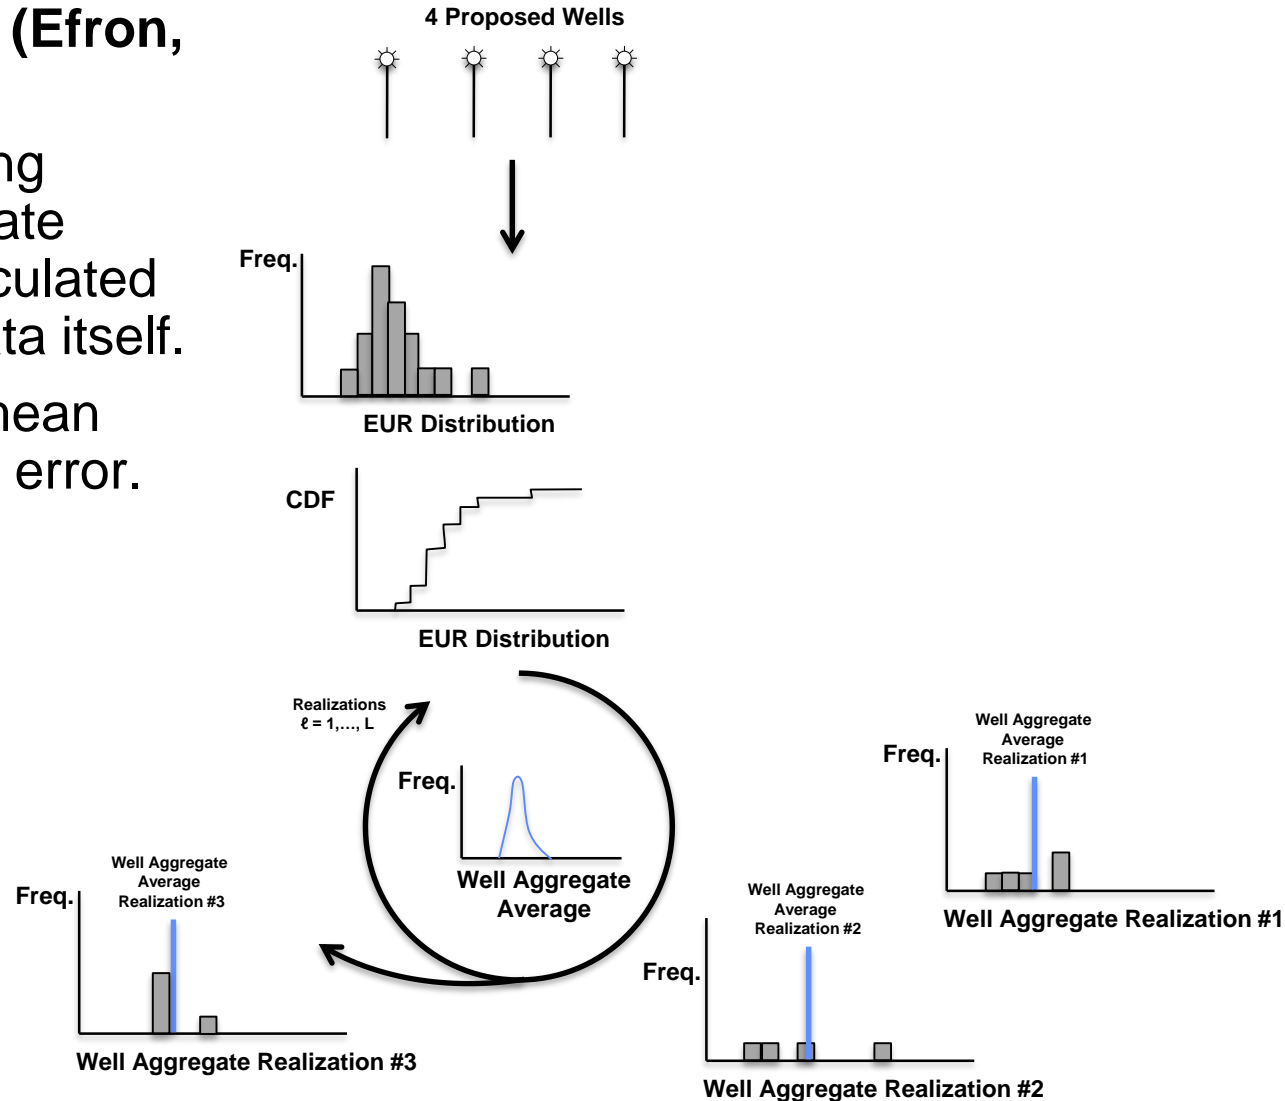 (Efron,
ng
ate
culated
ta itself.
mean
error.
4 Proposed Wells
Freq.
EUR Distribution
CDF
EUR Distribution
Realizations
ℓ = 1,…, L
Freq.
Well Aggregate
Average
Well Aggregate
Average
Realization #1
Freq.
Well Aggregate Realization #1
Well Aggregate
Average
Realization #2
Freq.
Well Aggregate Realization #2
Well Aggregate
Average
Realization #3
Freq.
Well Aggregate Realization #3